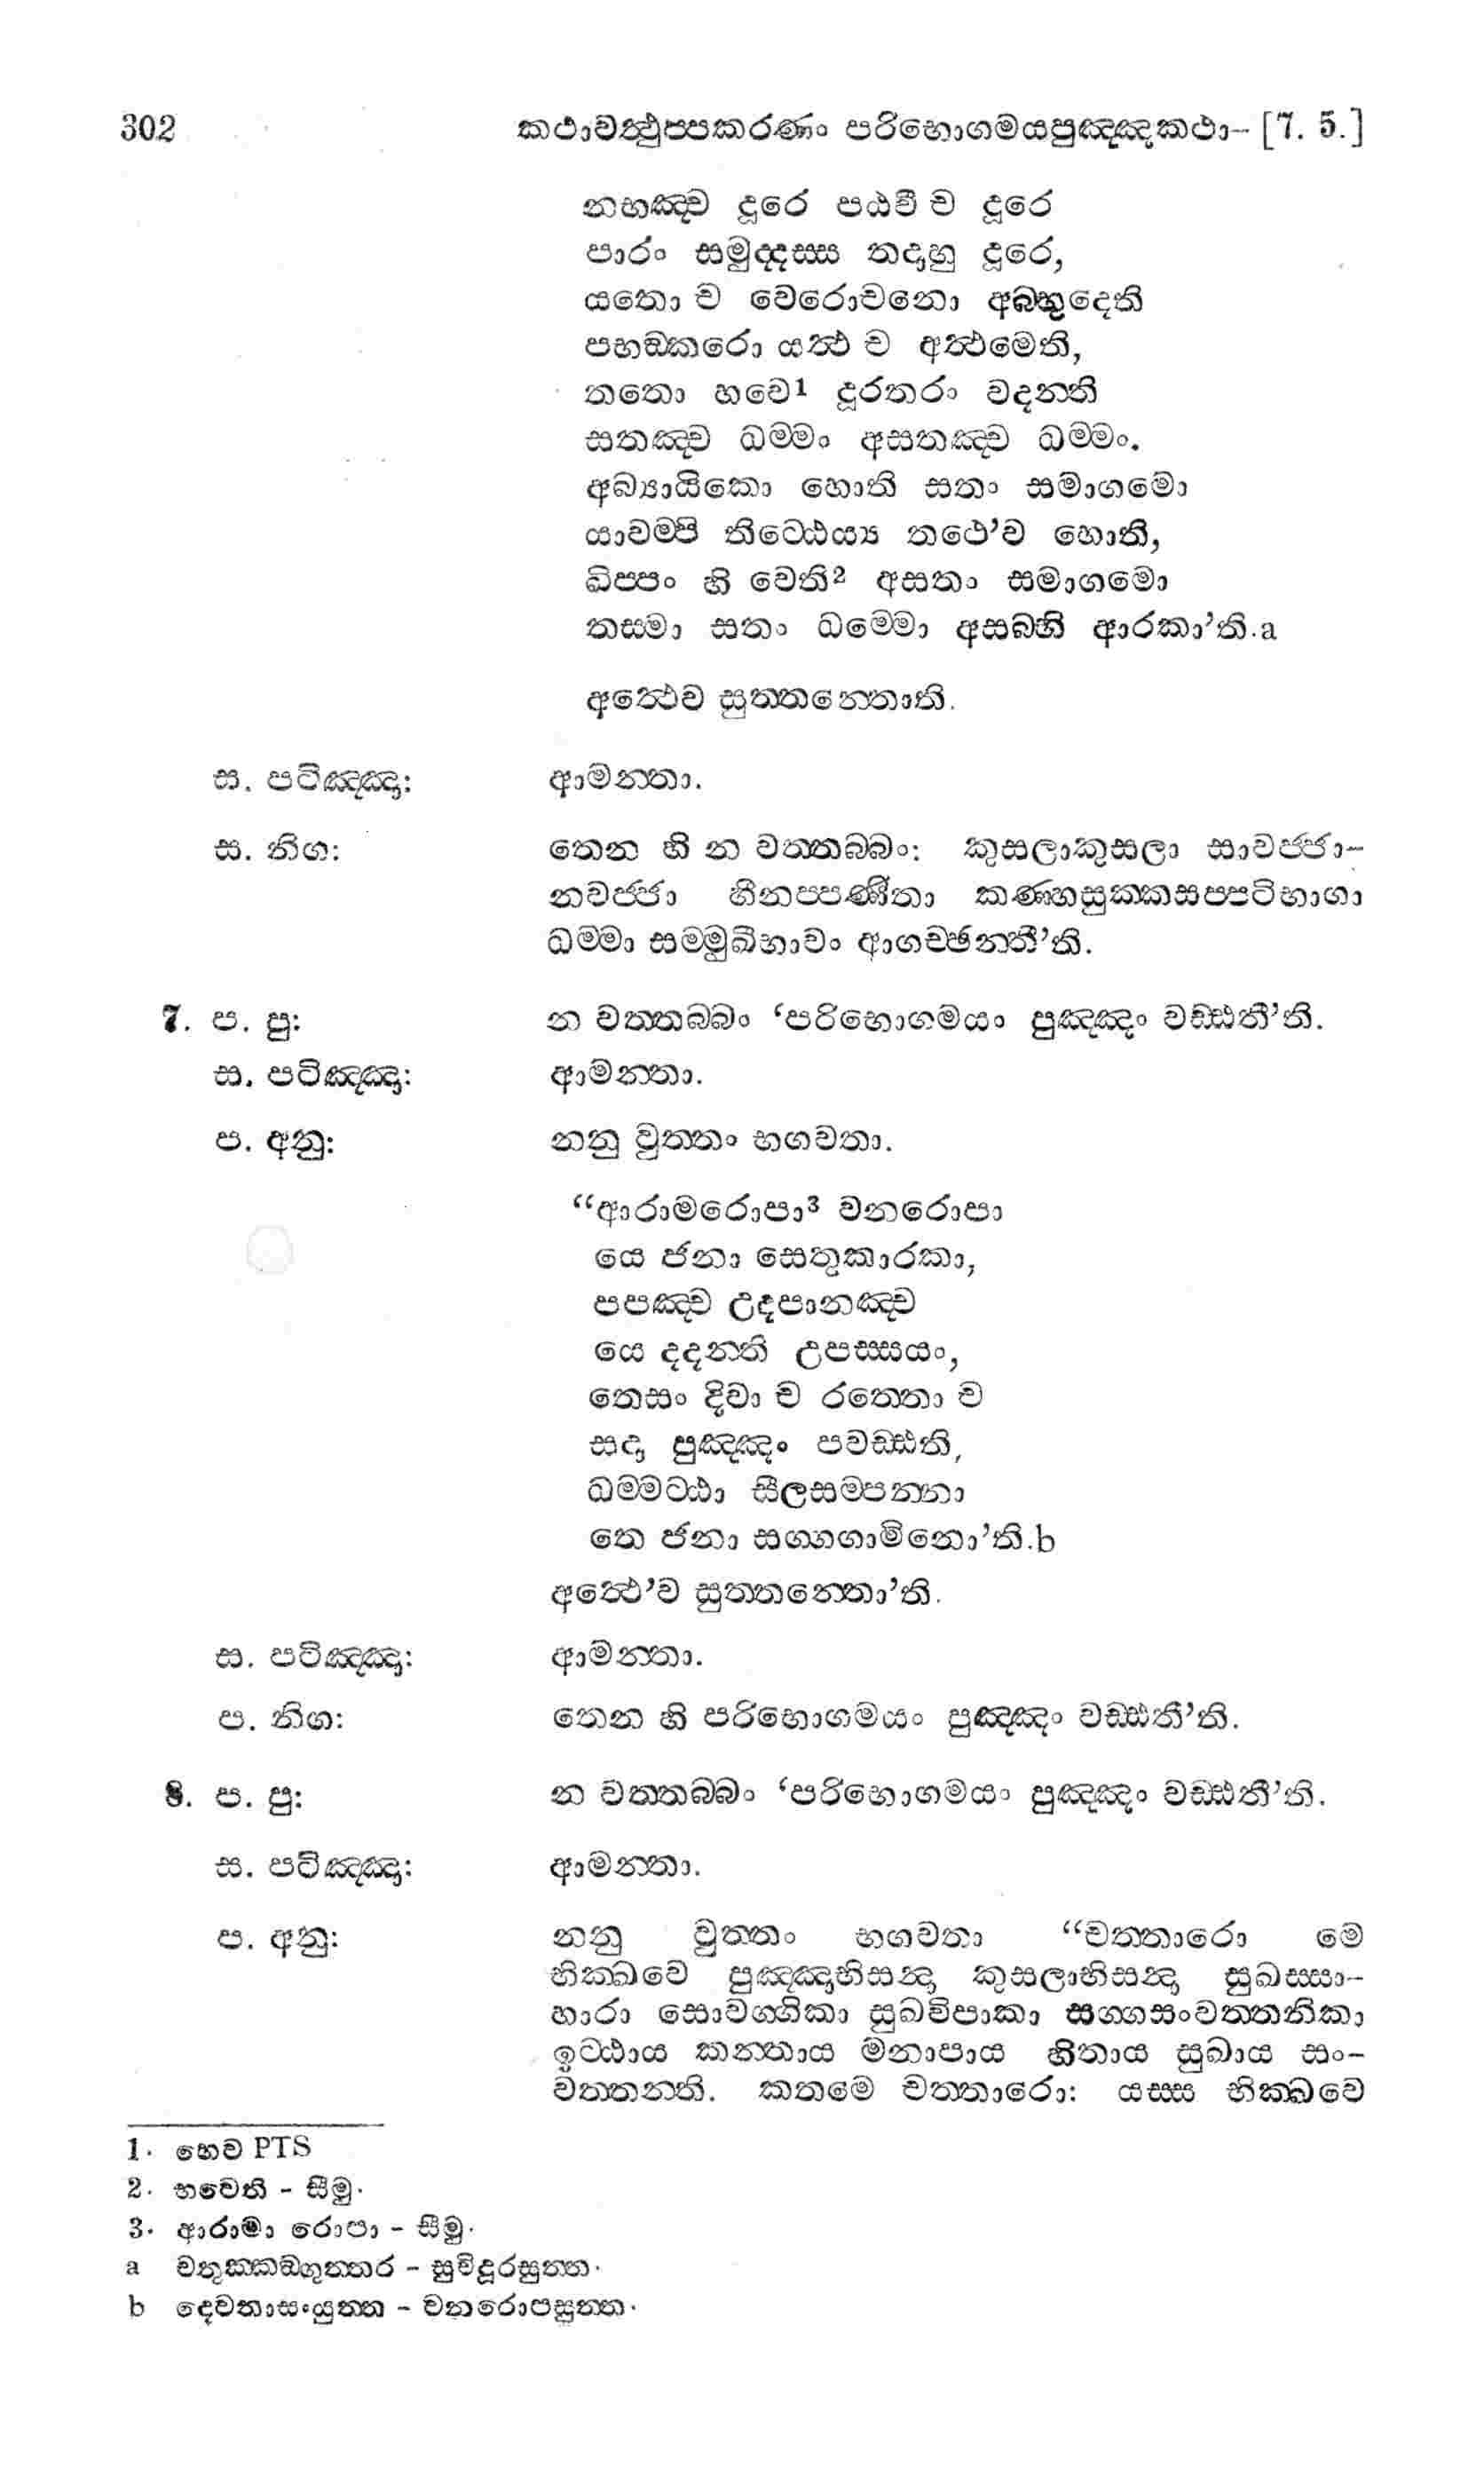 302 කථාවත්ථුප්පකරණං පරිභොගමයපුඤ්ඤකථා– [7. 5.]
නභඤ්ච දූරෙ පඨවී ච දූරෙ
පාරං සමුද්දස්ස තදාහු දූරෙ,
යතො ච වෙරොචනො අබ්භුදෙති
පභඞ්කරො යත්ථ ච අත්ථමෙති,
තතො හවෙ1 දූරතරං වදන්ති
සතඤ්ච ධම්මං අසතඤ්ච ධම්මං.
අබ්‍යායිකො හොති සතං සමාගමො
යාවම්පි තිට්ඨෙය්‍ය තථෙ’ව හොති,
ඛිප්පං හි වෙති2 අසතං සමාගමො
තස්මා සතං ධම්මො අසබ්භි ආරකා’ති.a
අත්ථෙව සුත්තන්තොති.
ස. පටිඤ්ඤා: ආමන්තා.
ස. නිග: තෙන හි න වත්තබ්බං: කුසලාකුසලා සාවජ්ජා–
නවජ්ජා හීනප්පණීතා කණ්හසුක්කසප්පටිභාගා
ධම්මා සම්මුඛීභාවං ආගච්ඡන්තී’ති.
7. ප. පු: න වත්තබ්බං ‘පරිභොගමයං පුඤ්ඤං වඩ්ඪතී’ති.
ස. පටිඤ්ඤා: ආමන්තා.
ප. අනු: නනු වුත්තං භගවතා.
“ආරාමරොපා3 වනරොපා
යෙ ජනා සෙතුකාරකා,
පපඤ්ච උදපානඤ්ච
යෙ දදන්ති උපස්සයං,
තෙසං දිවා ච රත්තො ච
සදා පුඤ්ඤං පවඩ්ඪති,
ධම්මට්ඨා සීලසම්පන්නා
තෙ ජනා සග්ගගාමිනො’ති.b
අත්ථෙ’ව සුත්තන්තො’ති.
ස. පටිඤ්ඤා: ආමන්තා.
ප. නිග: තෙන හි පරිභොගමයං පුඤ්ඤං වඩ්ඪතී’ති.
8. ප. පු: න වත්තබ්බං ‘පරිභොගමයං පුඤ්ඤං වඩ්ඪතී’ති.
ස. පටිඤ්ඤා: ආමන්තා.
ප. අනු: නනු වුත්තං භගවතා “චත්තාරො මෙ
භික්ඛවෙ පුඤ්ඤාභිසන්‍දා කුසලාභිසන්‍දා සුඛස්සා–
හාරා සොවග්ගිකා සුඛවිපාකා සග්ගසංවත්තනිකා
ඉට්ඨාය කන්තාය මනාපාය හිතාය සුඛාය සං–
වත්තන්ති. කතමෙ චත්තාරො: යස්ස භික්ඛවෙ
1. හෙව PTS
2. භවෙති – සීමු.
3. ආරාමා රොපා – සීමු.
a චතුක්කඞ්ගුත්තර – සුවිදූරසුත්ත.
b දෙවතාසංයුත්ත – වනරොපසුත්ත.